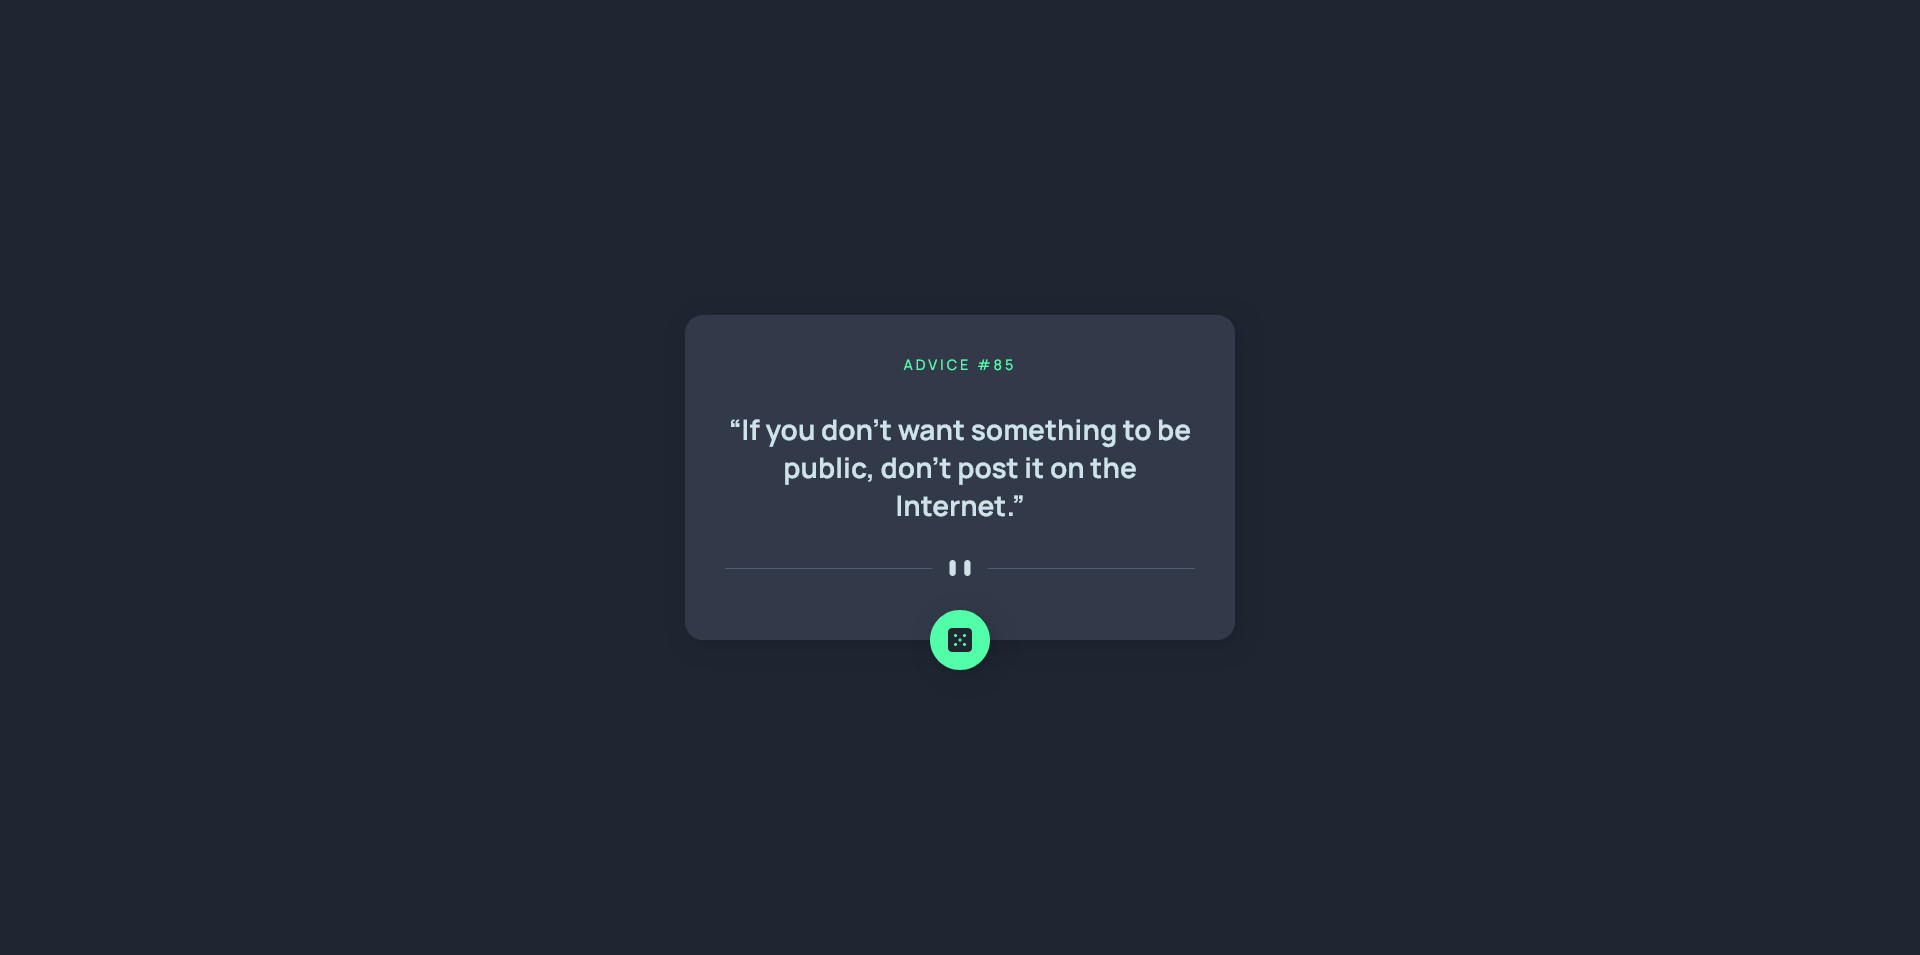 ADVICE #85
“If you don’t want something to be
public, don’t post it on the
Internet.”